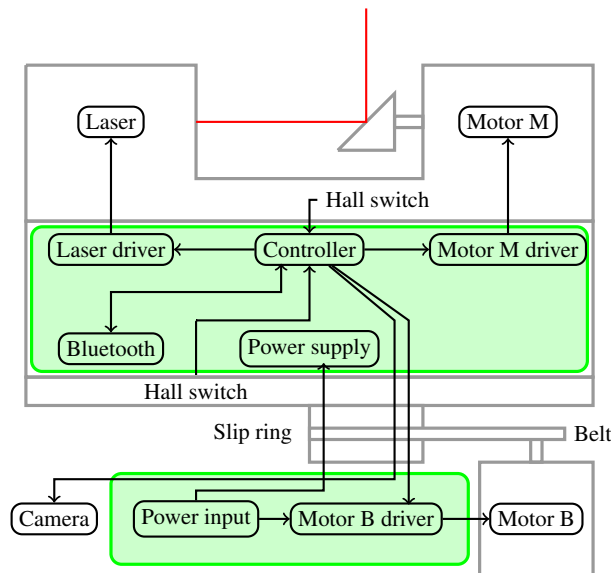 Laser
Motor M
Hall switch
Laser driver
Controller
Motor M driver
Bluetooth
Power supply
Hall switch
Slip ring
Belt
Camera
Power input
Motor B driver
Motor B